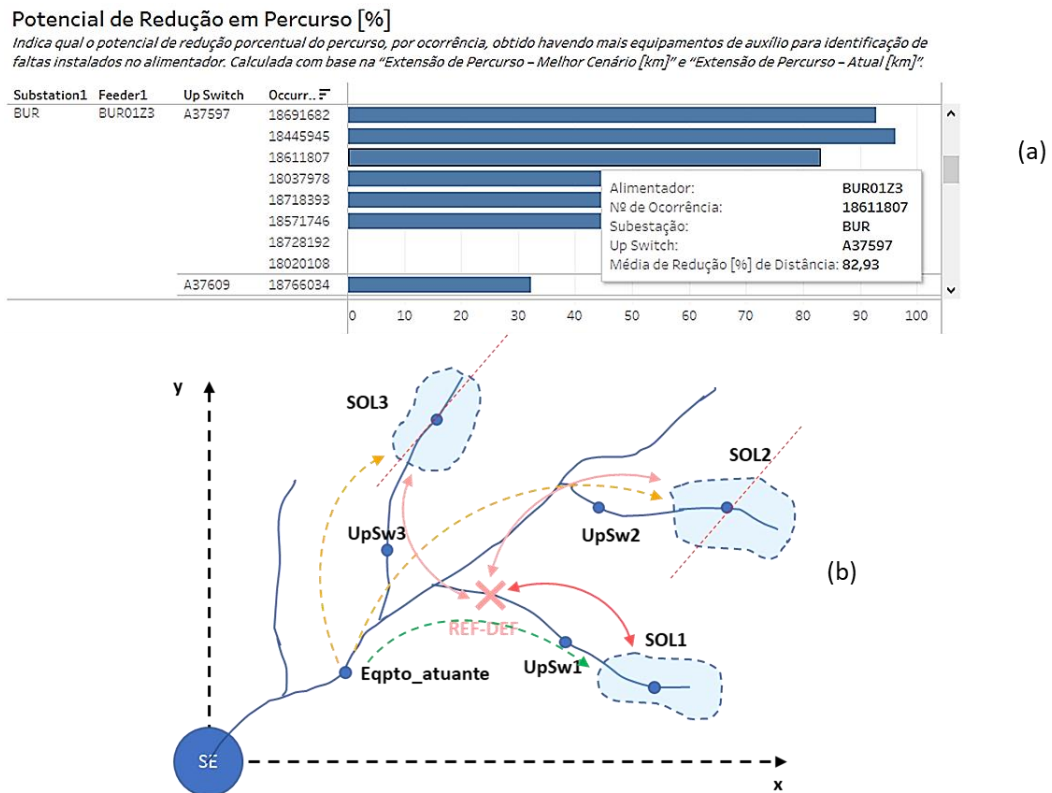 Potencial de Redução em Percurso [%]
Indica qual o potencial de redução porcentual do percurso, por ocorrência, obtido havendo mais equipamentos de auxílio para identificação de
faltas instalados no alimentador. Calculada com base na “Extensão de Percurso – Melhor Cenário [km]” e “Extensão de Percurso – Atual [km]”.
Substation1 Feeder1 Up Switch Occurr..
BUR BUR01Z3 A37597 18691682
18445945
(a)
18611807
18037978
18718393
18571746
18728192
18020108
A37609 18766034
Alimentador: BUR01Z3
Nº de Ocorrência: 18611807
Subestação: BUR
Up Switch: A37597
Média de Redução [%] de Distância: 82,93
0 10 20 30 40 50 60 70 80 90 100
y
SOL3
SOL2
UpSw3
UpSw2
(b)
REF-DEF
SOL1
UpSw1
Eqpto_atuante
SE
x